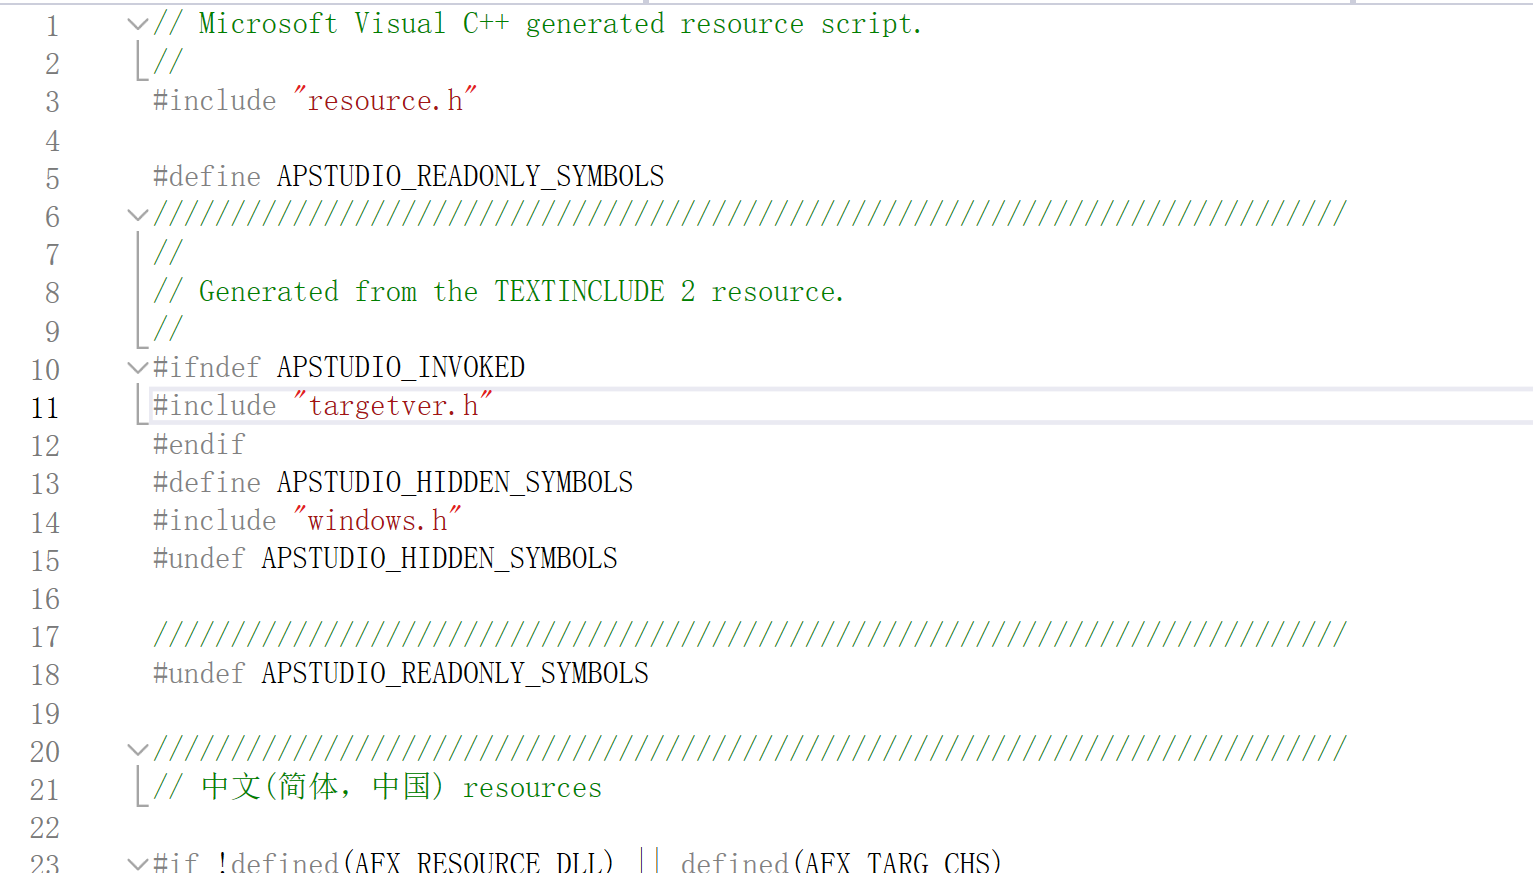 1 // Microsoft Visual C++ generated resource script.
2 //
3 #include "resource.h"
4
5 #define APSTUDIO_READONLY_SYMBOLS
6 /////////////////////////////////////////////////////////////////////////////
7 //
8 // Generated from the TEXTINCLUDE 2 resource.
9 //
10 #ifndef APSTUDIO_INVOKED
11 #include "targetver.h"
12 #endif
13 #define APSTUDIO_HIDDEN_SYMBOLS
14 #include "windows.h"
15 #undef APSTUDIO_HIDDEN_SYMBOLS
16
17 /////////////////////////////////////////////////////////////////////////////
18 #undef APSTUDIO_READONLY_SYMBOLS
19
20 /////////////////////////////////////////////////////////////////////////////
21 // 中文(简体，中国) resources
22
23 #if !defined(AFX_RESOURCE_DLL) || defined(AFX_TARG_CHS)